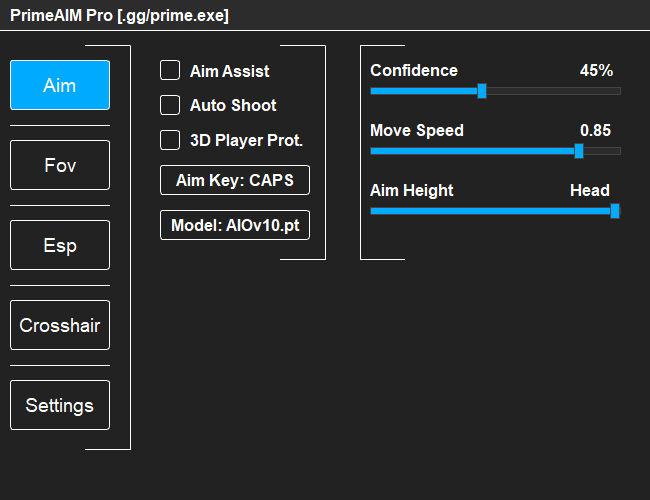 PrimeAIM Pro [.gg/prime.exe]
Aim
Fov
Esp
Crosshair
Settings
Aim Assist
Auto Shoot
3D Player Prot.
Aim Key: CAPS
Model: AIOv10.pt
Confidence 45%
Move Speed 0.85
Aim Height Head